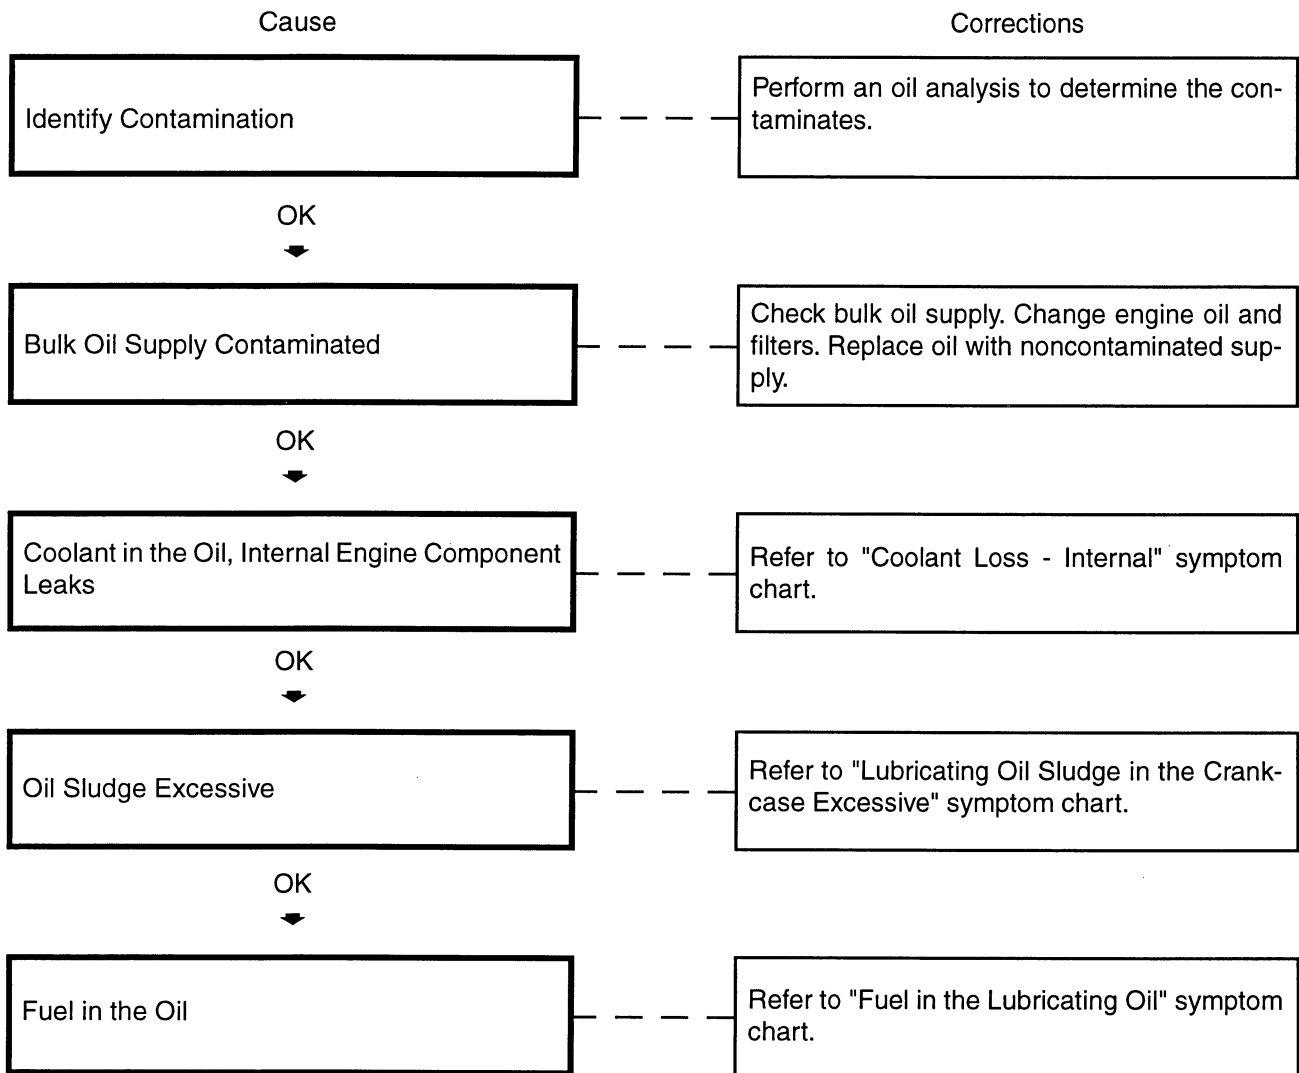 Cause
Corrections
Identify Contamination
Perform an oil analysis to determine the con-
taminates.
OK
Bulk Oil Supply Contaminated
Check bulk oil supply. Change engine oil and
filters. Replace oil with noncontaminated sup-
ply.
OK
Coolant in the Oil, Internal Engine Component
Leaks
Refer to "Coolant Loss - Internal" symptom
chart.
OK
Oil Sludge Excessive
Refer to "Lubricating Oil Sludge in the Crank-
case Excessive" symptom chart.
OK
Fuel in the Oil
Refer to "Fuel in the Lubricating Oil" symptom
chart.